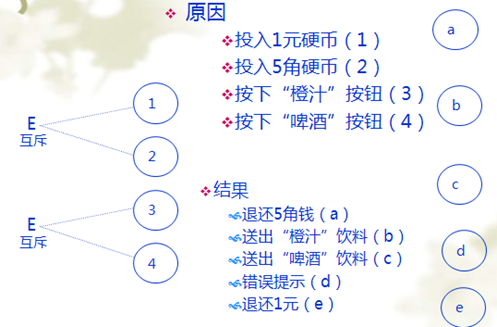 原因
投入1元硬币（1）
投入5角硬币（2）
按下“橙汁”按钮（3）
按下“啤酒”按钮（4）
E
互斥
1
2
E
互斥
3
4
结果
退还5角钱（a）
送出“橙汁”饮料（b）
送出“啤酒”饮料（c）
错误提示（d）
退还1元（e）
a
b
c
d
e